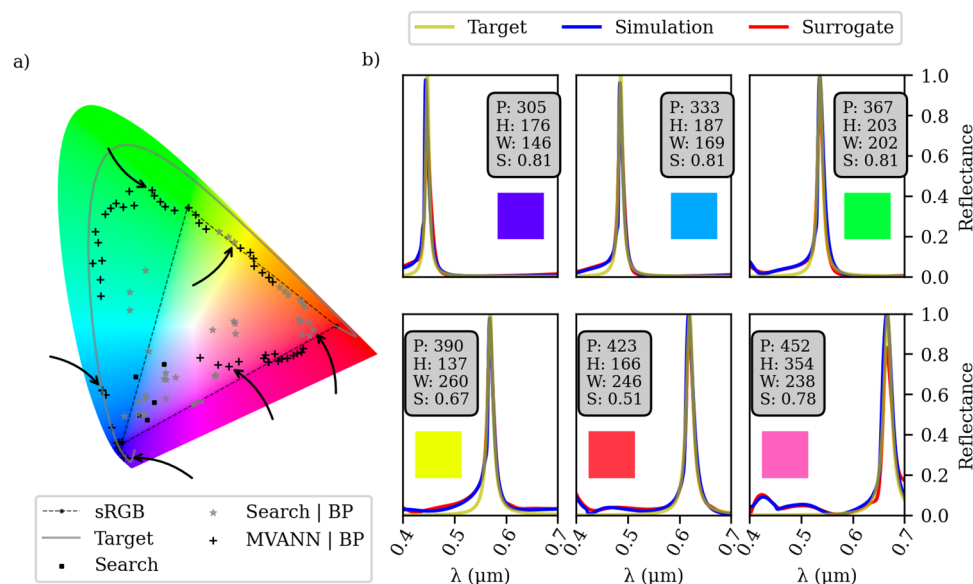 Target Simulation Surrogate
a)
b)
P: 305
H: 176
W: 146
S: 0.81
P: 333
H: 187
W: 169
S: 0.81
P: 367
H: 203
W: 202
S: 0.81
1.0
0.8
0.6
0.4
0.2
0.0
Reflectance
P: 390
H: 137
W: 260
S: 0.67
P: 423
H: 166
W: 246
S: 0.51
P: 452
H: 354
W: 238
S: 0.78
1.0
0.8
0.6
0.4
0.2
0.0
Reflectance
0.4 0.5 0.6 0.7
λ (μm)
0.4 0.5 0.6 0.7
λ (μm)
0.4 0.5 0.6 0.7
λ (μm)
sRGB
Target
Search
Search | BP
MVANN | BP